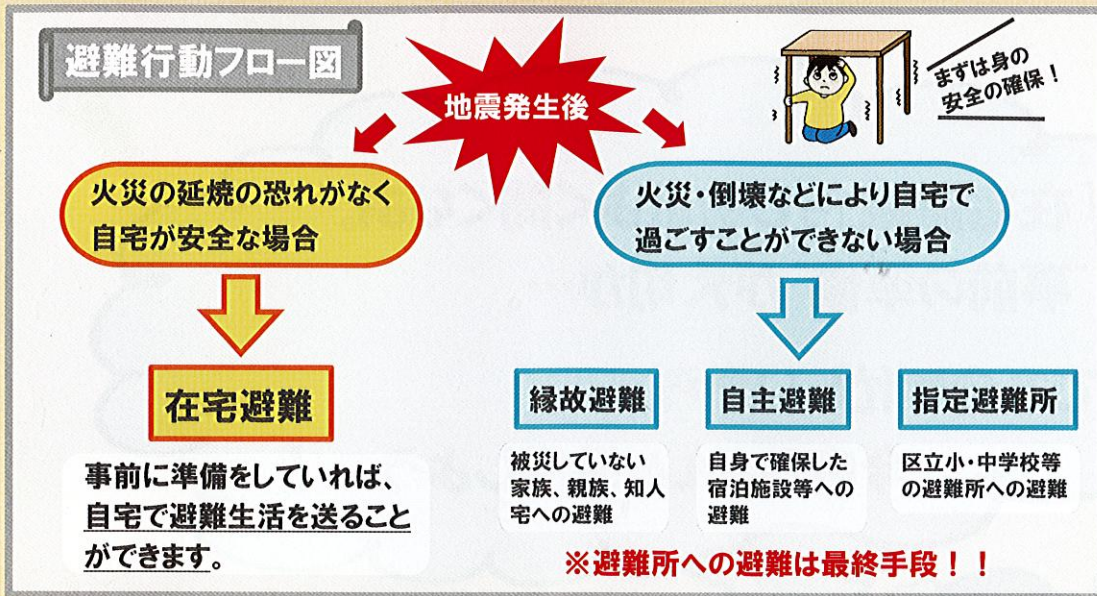 避難行動フロー図
地震発生後
まずは身の
安全の確保！
火災の延焼の恐れがなく
自宅が安全な場合
火災・倒壊などにより自宅で
過ごすことができない場合
在宅避難
事前に準備をしていれば、
自宅で避難生活を送ること
ができます。
縁故避難
被災していない
家族、親族、知人
宅への避難
自主避難
自身で確保した
宿泊施設等への
避難
指定避難所
区立小・中学校等
の避難所への避難
※避難所への避難は最終手段！！